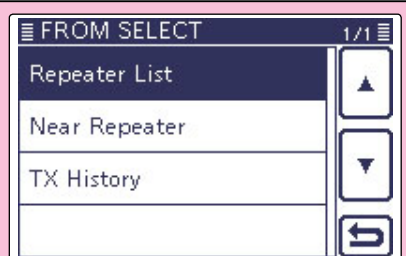 FROM SELECT 1/1
Repeater List
Near Repeater
TX History